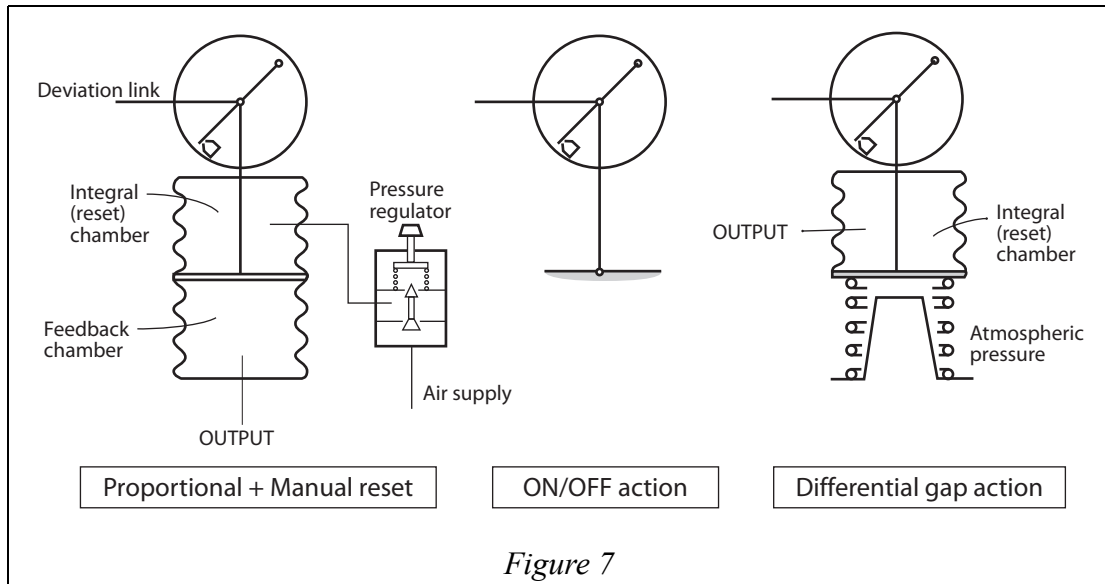 Deviation link
Integral
(reset)
chamber
Pressure
regulator
Feedback
chamber
Air supply
OUTPUT
Proportional + Manual reset
ON/OFF action
OUTPUT
Integral
(reset)
chamber
Atmospheric
pressure
Differential gap action
Figure 7